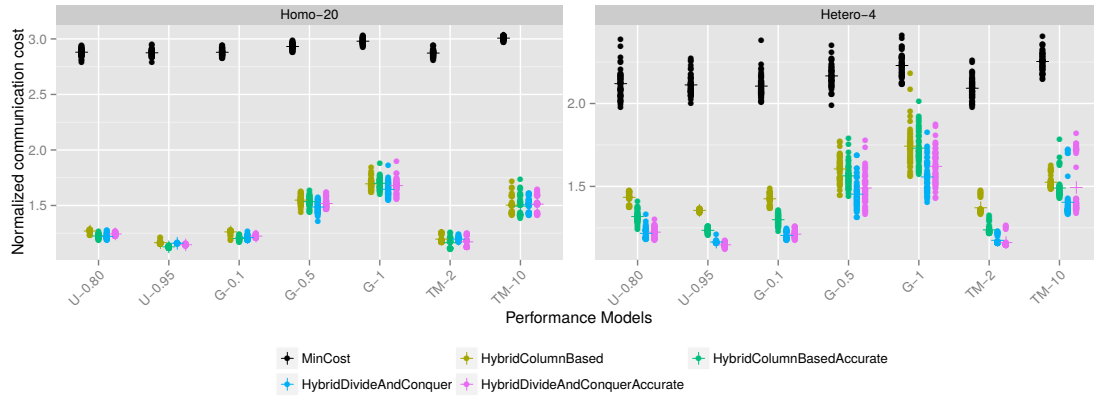 Homo-20
Hetero-4
Normalized communication cost
3.0
2.5
2.0
1.5
2.0
1.5
U-0.80
U-0.95
G-0.1
G-0.5
G-1
TM-2
TM-10
U-0.80
U-0.95
G-0.1
G-0.5
G-1
TM-2
TM-10
Performance Models
MinCost
HybridColumnBased
HybridColumnBasedAccurate
HybridDivideAndConquer
HybridDivideAndConquerAccurate